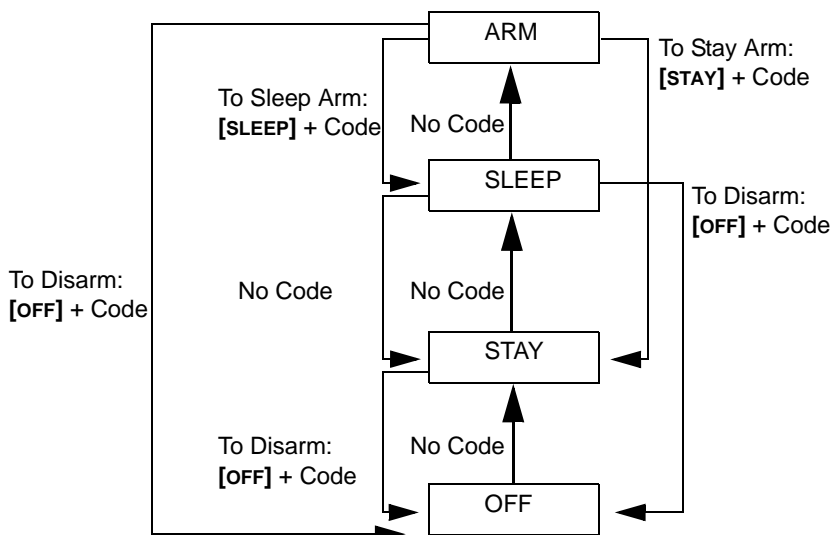 ARM
To Stay Arm:
[STAY] + Code
To Sleep Arm:
[SLEEP] + Code
No Code
SLEEP
To Disarm:
[OFF] + Code
To Disarm:
[OFF] + Code
No Code
No Code
STAY
To Disarm:
[OFF] + Code
No Code
OFF